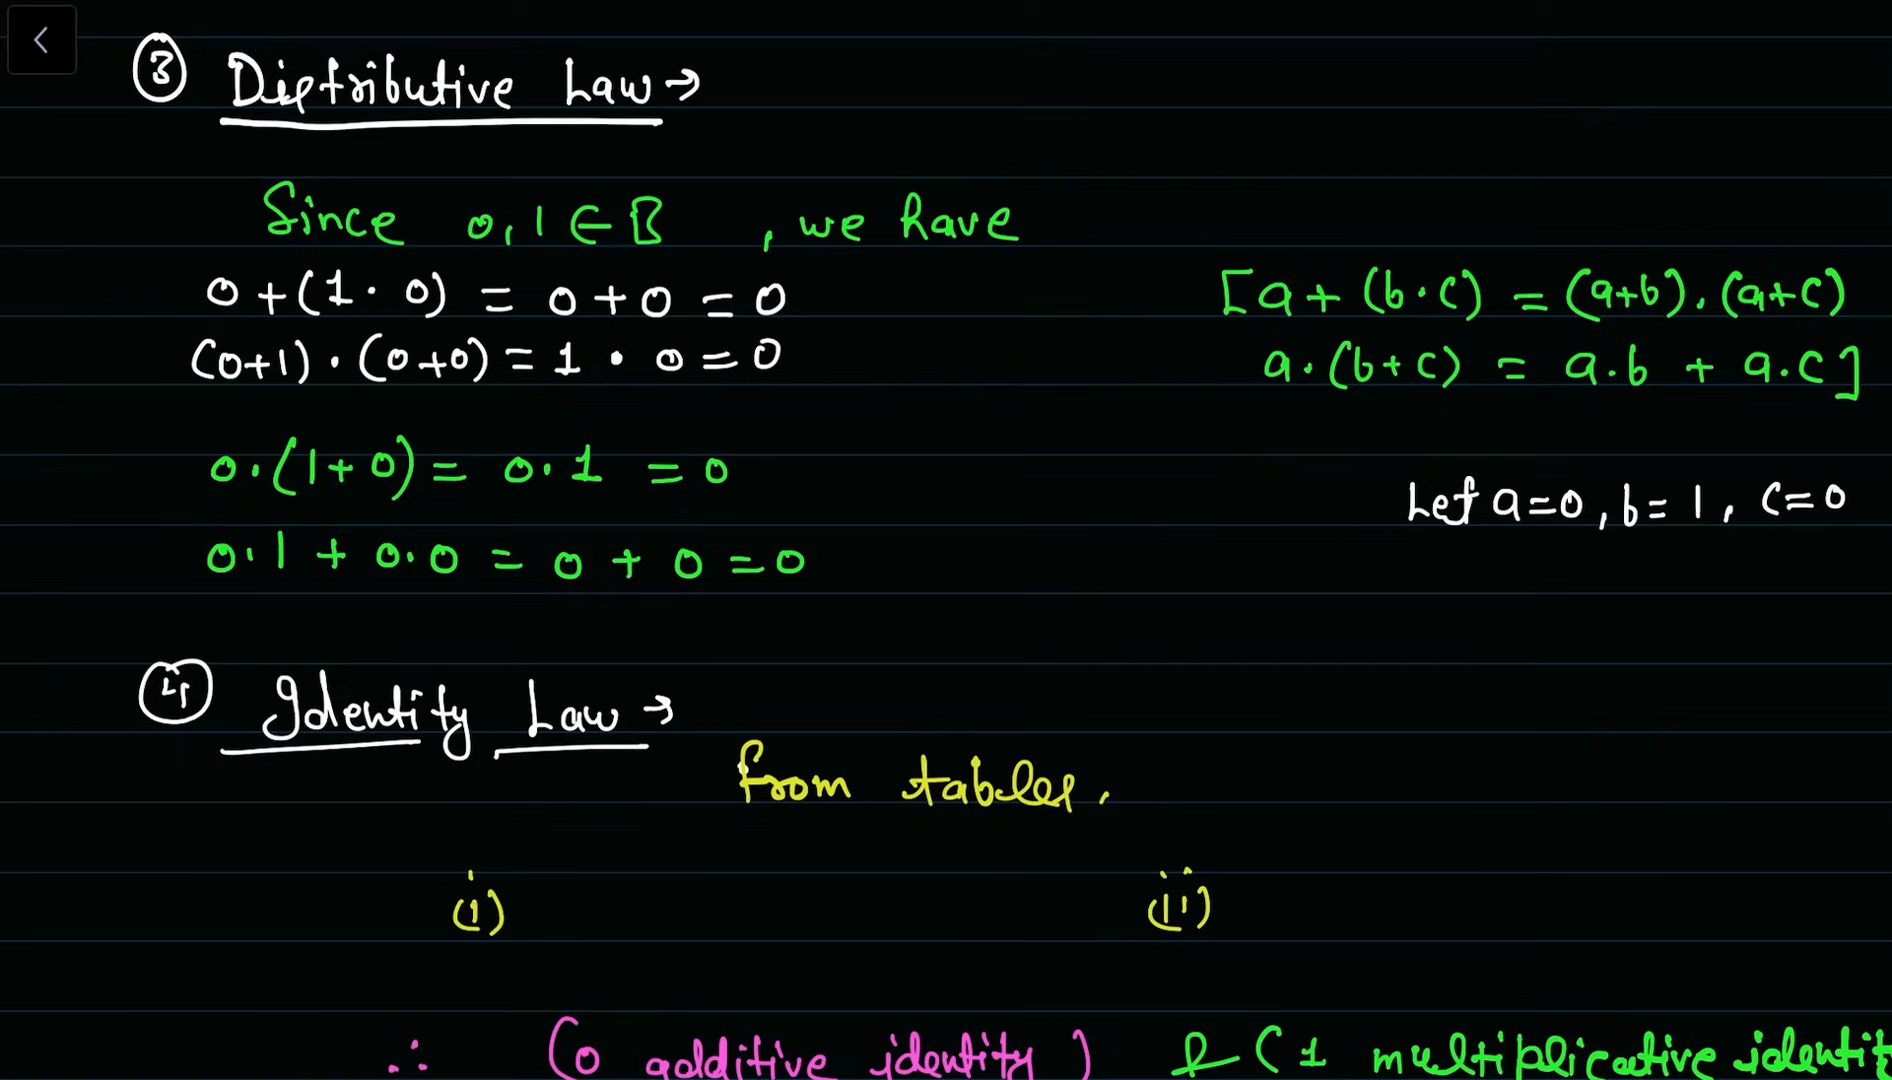 ③ Distributive Law →
Since 0, 1 ∈ B , we have
0 + (1 · 0) = 0 + 0 = 0
(0+1) · (0+0) = 1 · 0 = 0
[a + (b · c) = (a+b) . (a+c)
a · (b+c) = a.b + a.c]
0 · (1+0) = 0 · 1 = 0
0 · 1 + 0 · 0 = 0 + 0 = 0
Let a=0, b=1, c=0
④ Identity Law →
from tables,
(i) (ii)
∴ (0 additive identity) & (1 multiplicative identit